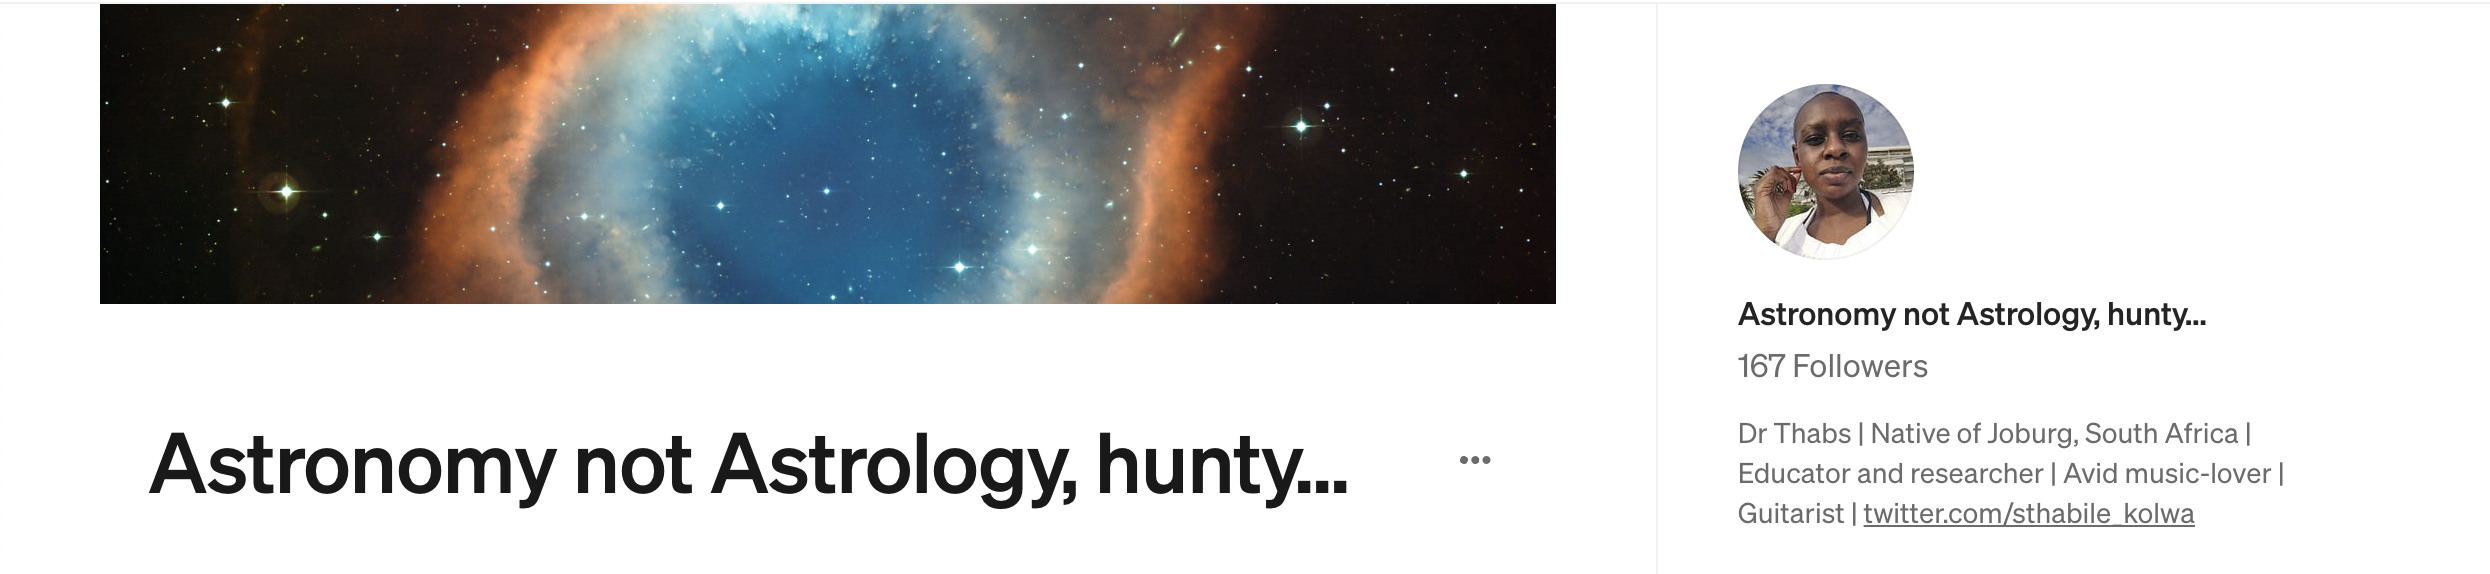 Astronomy not Astrology, hunty...
Astronomy not Astrology, hunty...
167 Followers
Dr Thabs | Native of Joburg, South Africa |
Educator and researcher | Avid music-lover |
Guitarist | twitter.com/sthabile_kolwa